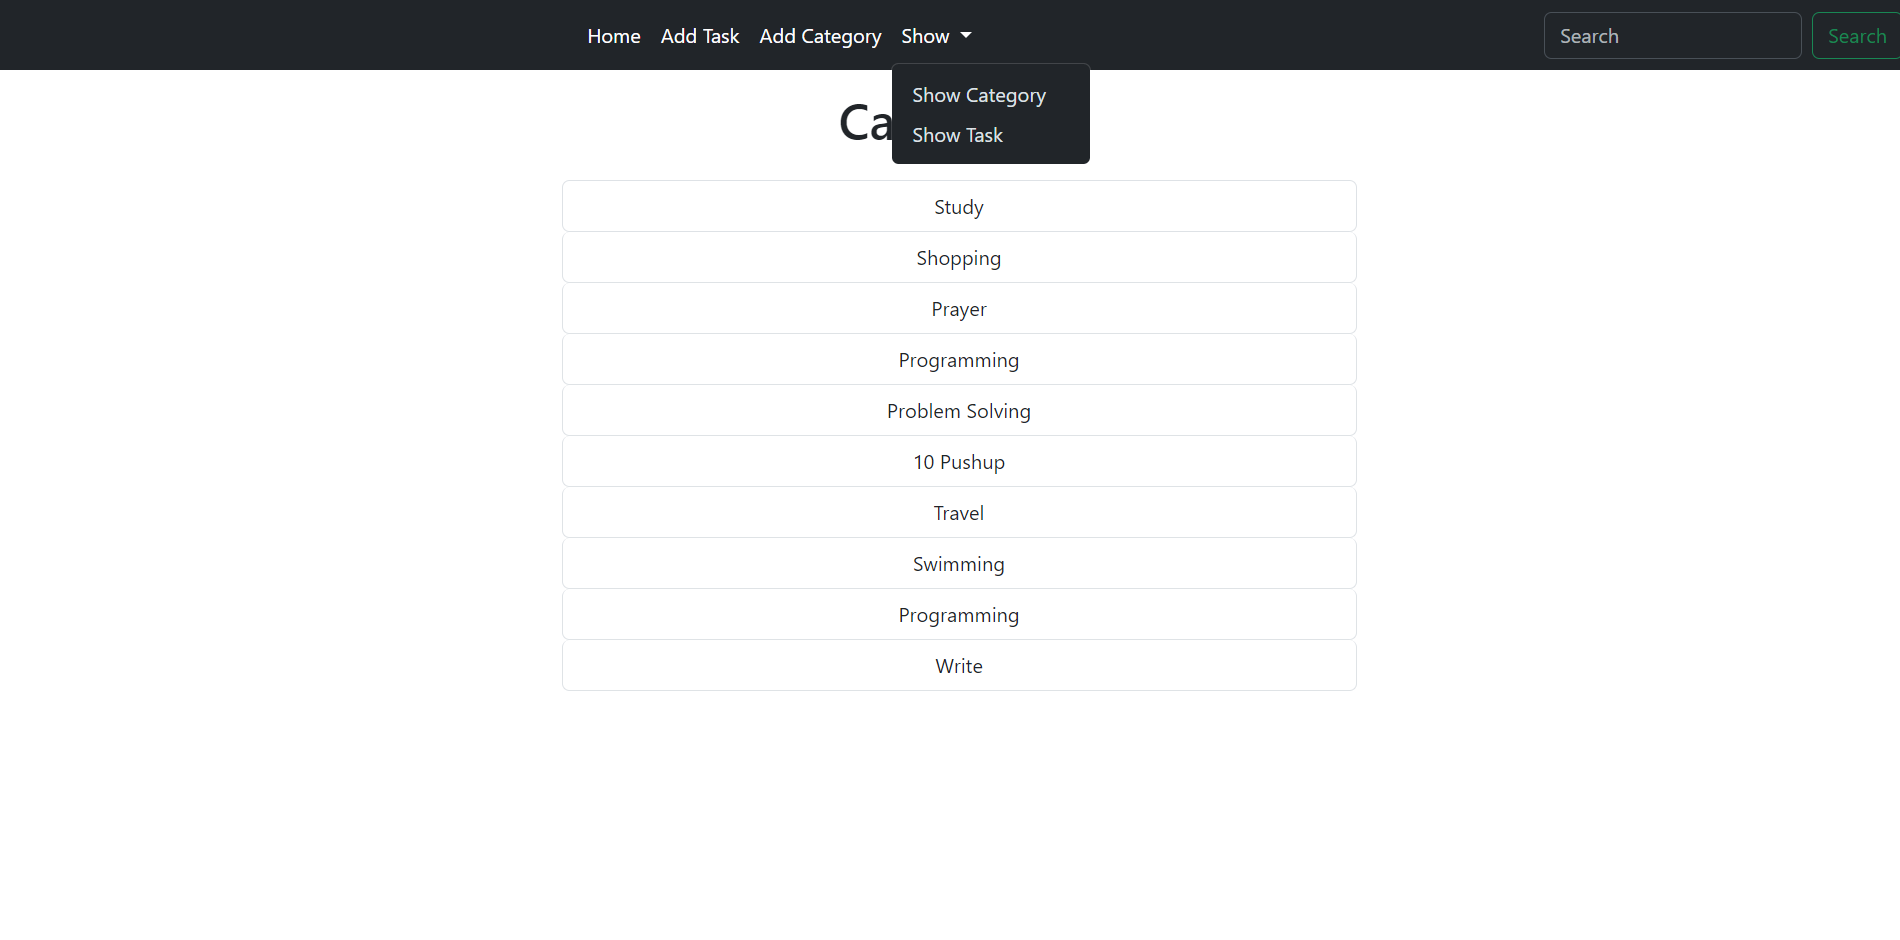 Home Add Task Add Category Show Search Search
Show Category
Show Task
Study
Shopping
Prayer
Programming
Problem Solving
10 Pushup
Travel
Swimming
Programming
Write